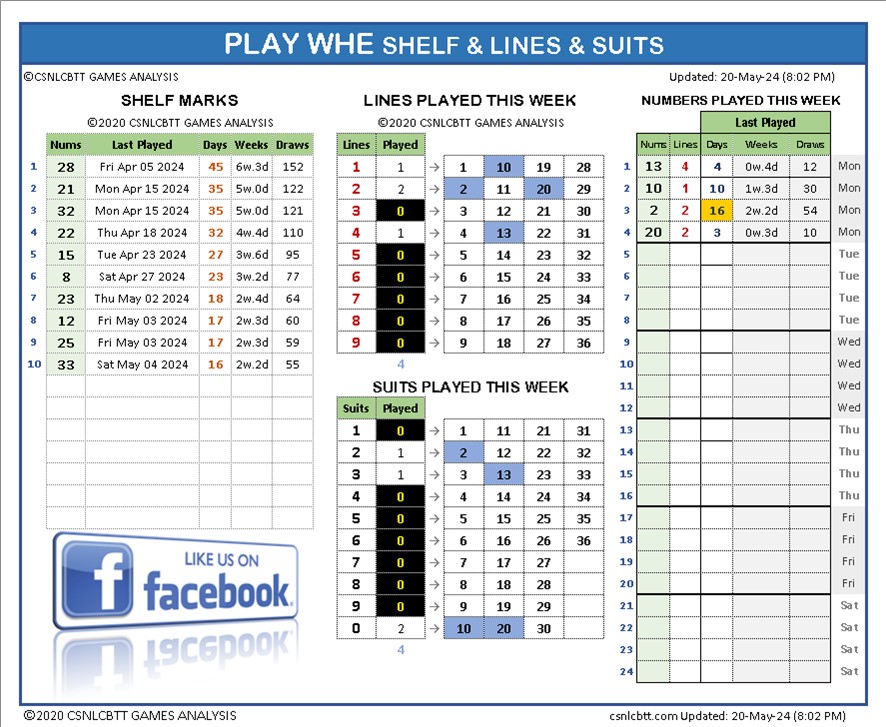 PLAY WHE SHELF & LINES & SUITS
©CSNLCBTT GAMES ANALYSIS
Updated: 20-May-24 (8:02 PM)
SHELF MARKS
©2020 CSNLCBTT GAMES ANALYSIS
Nums Last Played Days Weeks Draws
1 28 Fri Apr 05 2024 45 6w.3d 152
2 21 Mon Apr 15 2024 35 5w.0d 122
3 32 Mon Apr 15 2024 35 5w.0d 121
4 22 Thu Apr 18 2024 32 4w.4d 110
5 15 Tue Apr 23 2024 27 3w.6d 95
6 8 Sat Apr 27 2024 23 3w.2d 77
7 23 Thu May 02 2024 18 2w.4d 64
8 12 Fri May 03 2024 17 2w.3d 60
9 25 Fri May 03 2024 17 2w.3d 59
10 33 Sat May 04 2024 16 2w.2d 55
LIKE US ON
f facebook
LINES PLAYED THIS WEEK
©2020 CSNLCBTT GAMES ANALYSIS
Lines Played
1 1 → 1 10 19 28
2 2 → 2 11 20 29
3 0 → 3 12 21 30
4 1 → 4 13 22 31
5 0 → 5 14 23 32
6 0 → 6 15 24 33
7 0 → 7 16 25 34
8 0 → 8 17 26 35
9 0 → 9 18 27 36
4
SUITS PLAYED THIS WEEK
Suits Played
1 0 → 1 11 21 31
2 1 → 2 12 22 32
3 1 → 3 13 23 33
4 0 → 4 14 24 34
5 0 → 5 15 25 35
6 0 → 6 16 26 36
7 0 → 7 17 27
8 0 → 8 18 28
9 0 → 9 19 29
0 2 → 10 20 30
4
NUMBERS PLAYED THIS WEEK
Last Played
Nums Lines Days Weeks Draws
1 13 4 4 0w.4d 12 Mon
2 10 1 10 1w.3d 30 Mon
3 2 2 16 2w.2d 54 Mon
4 20 2 3 0w.3d 10 Mon
5 Tue
6 Tue
7 Tue
8 Tue
9 Wed
10 Wed
11 Wed
12 Wed
13 Thu
14 Thu
15 Thu
16 Thu
17 Fri
18 Fri
19 Fri
20 Fri
21 Sat
22 Sat
23 Sat
24 Sat
©2020 CSNLCBTT GAMES ANALYSIS
csnlcbtt.com Updated: 20-May-24 (8:02 PM)